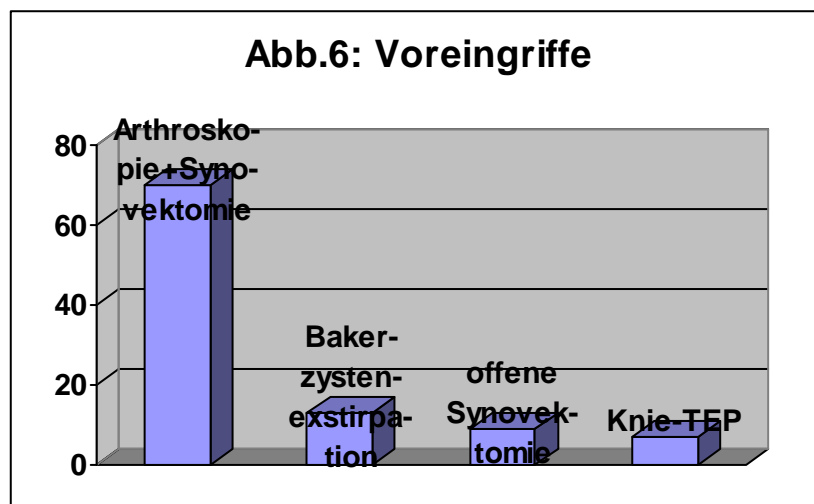 Abb.6: Voreingriffe
80
60
40
20
0
Arthrosko-
pie+Syno-
vektomie
Baker-
zysten-
exstirpa-
tion
offene
Synovek-
tomie
Knie-TEP